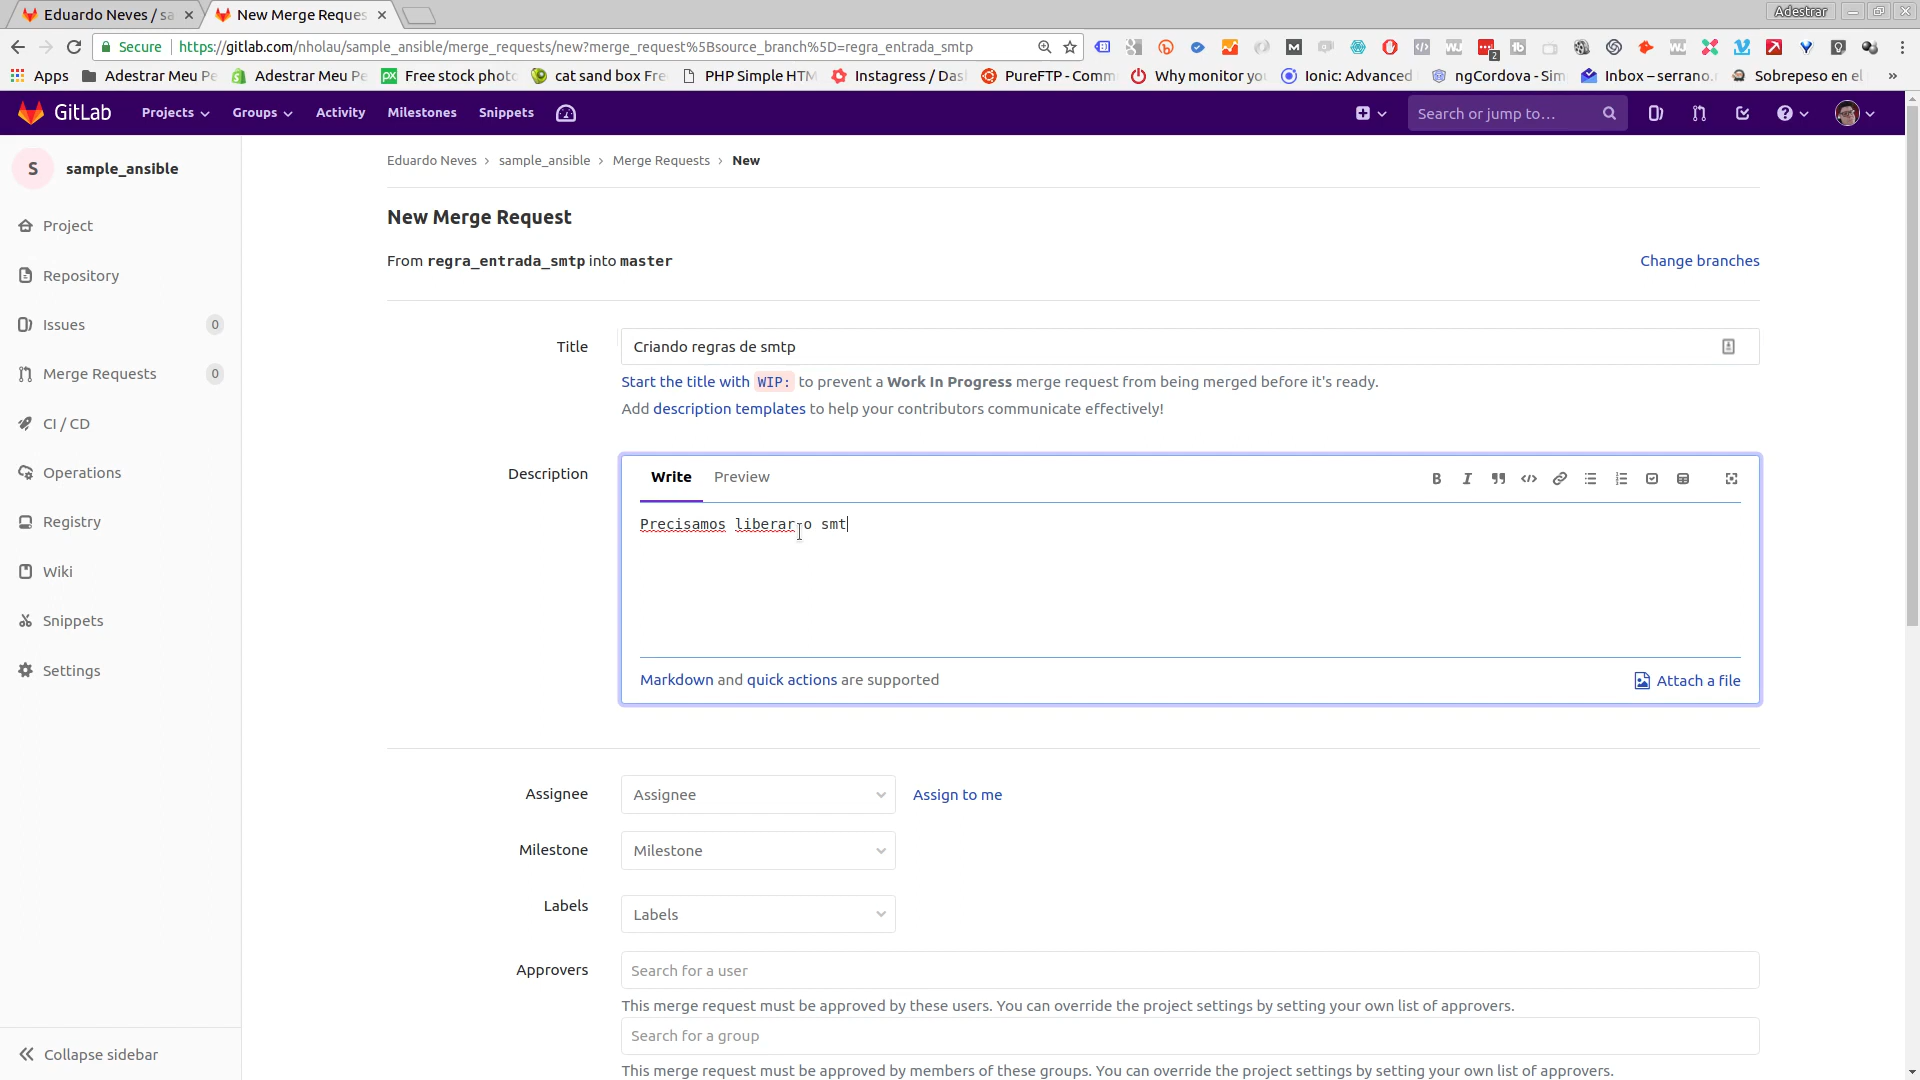 Eduardo Neves / sa
New Merge Reques
Adestrar
Secure
https://gitlab.com/nholau/sample_ansible/merge_requests/new?merge_request%5Bsource_branch%5D=regra_entrada_smtp
Apps
Adestrar Meu Pe
Adestrar Meu Pe
Free stock photo
cat sand box Fre
PHP Simple HTM
Instagress / Das
PureFTP - Comm
Why monitor yo
Ionic: Advanced
ngCordova - Sim
Inbox – serrano.
Sobrepeso en el
»
GitLab
Projects
Groups
Activity
Milestones
Snippets
Search or jump to…
S
sample_ansible
Project
Repository
Issues
0
Merge Requests
0
CI / CD
Operations
Registry
Wiki
Snippets
Settings
Collapse sidebar
Eduardo Neves › sample_ansible › Merge Requests › New
New Merge Request
From regra_entrada_smtp into master
Change branches
Title
Criando regras de smtp
Start the title with WIP: to prevent a Work In Progress merge request from being merged before it's ready.
Add description templates to help your contributors communicate effectively!
Description
Write
Preview
Precisamos liberar o smt
Markdown and quick actions are supported
Attach a file
Assignee
Assignee
Assign to me
Milestone
Milestone
Labels
Labels
Approvers
Search for a user
This merge request must be approved by these users. You can override the project settings by setting your own list of approvers.
Search for a group
This merge request must be approved by members of these groups. You can override the project settings by setting your own list of approvers.